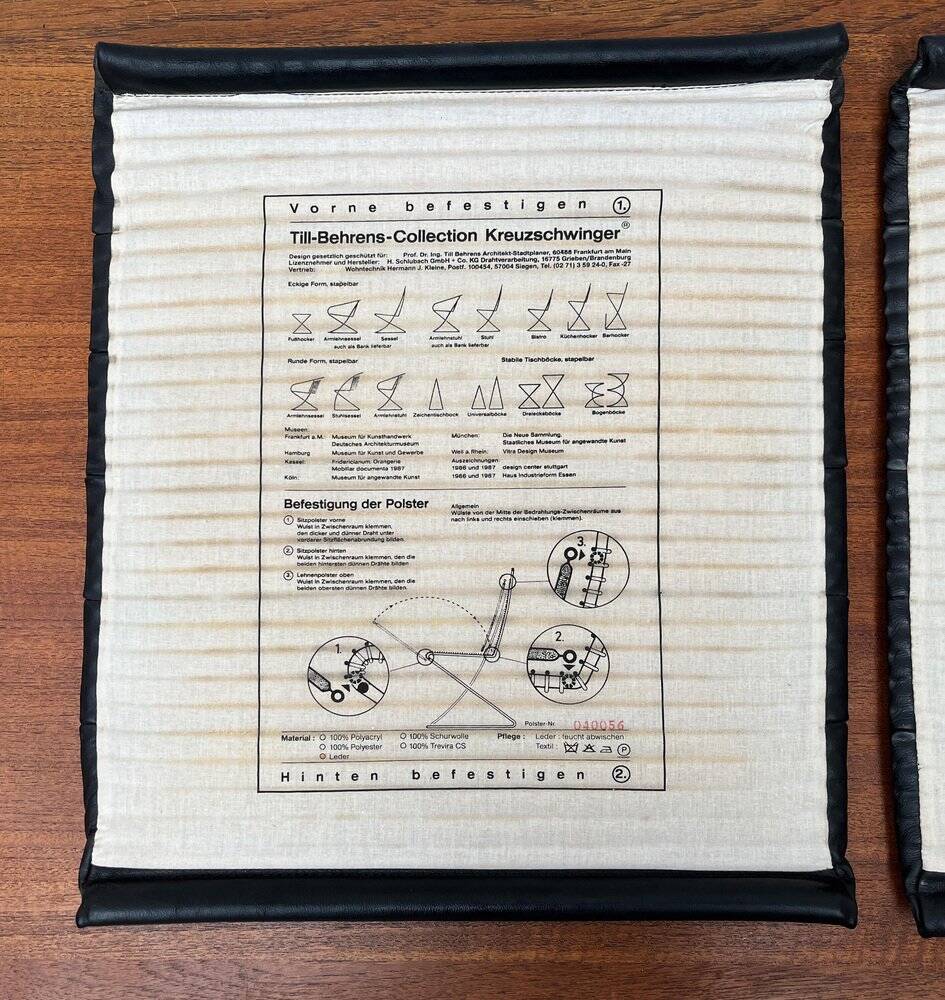 Vorne befestigen 1.
Till-Behrens-Collection Kreuzschwinger®
Design gesetzlich geschützt für: Prof. Dr. Ing. Till Behrens Architekt-Stadtplaner, 60488 Frankfurt am Main
Lizenznehmer und Hersteller: H. Schlubach GmbH + Co. KG Drahtverarbeitung, 16775 Grieben/Brandenburg
Vertrieb: Wohntechnik Hermann J. Kleine, Postf. 100454, 57004 Siegen, Tel. (02 71) 3 59 24-0, Fax -27
Eckige Form, stapelbar
Fußhocker Armlehnsessel Sessel Armlehnstuhl Stuhl Bistro Küchenhocker Barhocker
auch als Bank lieferbar auch als Bank lieferbar
Runde Form, stapelbar Stabile Tischböcke, stapelbar
Armlehnsessel Stuhlsessel Armlehnstuhl Zeichentischbock Universalböcke Dreiecksböcke Bogenböcke
Museen:
Frankfurt a.M.: Museum für Kunsthandwerk
Deutsches Architekturmuseum
Hamburg Museum für Kunst und Gewerbe
Kassel: Fridericianum, Orangerie
Mobiliar documenta 1987
Köln: Museum für angewandte Kunst
München: Die Neue Sammlung,
Staatliches Museum für angewandte Kunst
Weil a.Rhein: Vitra Design Museum
Auszeichnungen:
1986 und 1987 design center stuttgart
1986 und 1987 Haus Industrieform Essen
Befestigung der Polster
1. Sitzpolster vorne
Wulst in Zwischenraum klemmen,
den dicker und dünner Draht unter
vorderer Sitzflächenabrundung bilden.
2. Sitzpolster hinten
Wulst in Zwischenraum klemmen, den die
beiden hintersten dünnen Drähte bilden
3. Lehnenpolster oben
Wulst in Zwischenraum klemmen, den die
beiden obersten dünnen Drähte bilden
Allgemein
Wülste von der Mitte der Bedrahtungs-Zwischenräume aus
nach links und rechts einschieben (klemmen).
3.
1.
2.
Polster-Nr. 040056
Material: 100% Polyacryl 100% Schurwolle
100% Polyester 100% Trevira CS
Leder
Pflege: Leder: feucht abwischen
Textil: P
Hinten befestigen 2.